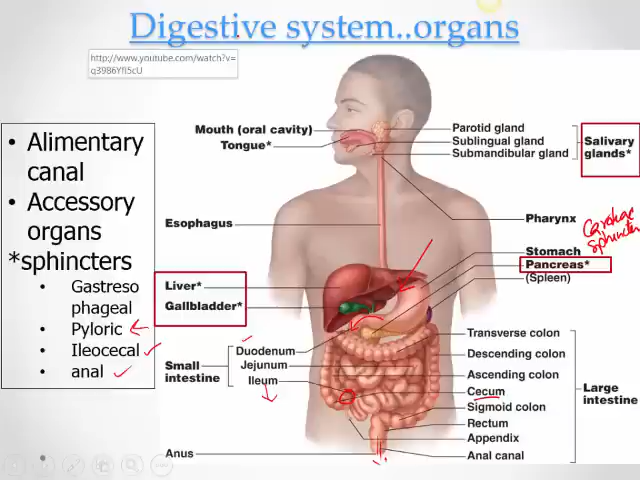 Digestive system..organs
http://www.youtube.com/watch?v=
q3986Yfl5cU
• Alimentary
canal
• Accessory
organs
*sphincters
• Gastreso
phageal
• Pyloric
• Ileocecal
• anal
Mouth (oral cavity)
Tongue*
Esophagus
Liver*
Gallbladder*
Small
intestine
Duodenum
Jejunum
Ileum
Anus
Parotid gland
Sublingual gland
Submandibular gland
Salivary
glands*
Pharynx
Cardiac
Sphincter
Stomach
Pancreas*
(Spleen)
Transverse colon
Descending colon
Ascending colon
Cecum
Sigmoid colon
Rectum
Appendix
Anal canal
Large
intestine